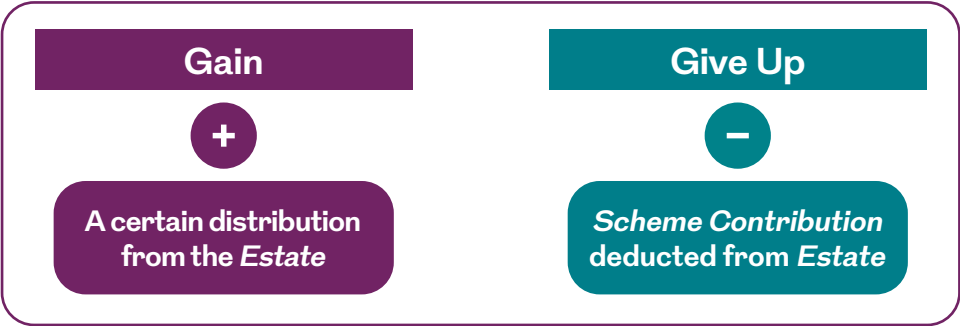 Gain
+
A certain distribution
from the Estate
Give Up
−
Scheme Contribution
deducted from Estate